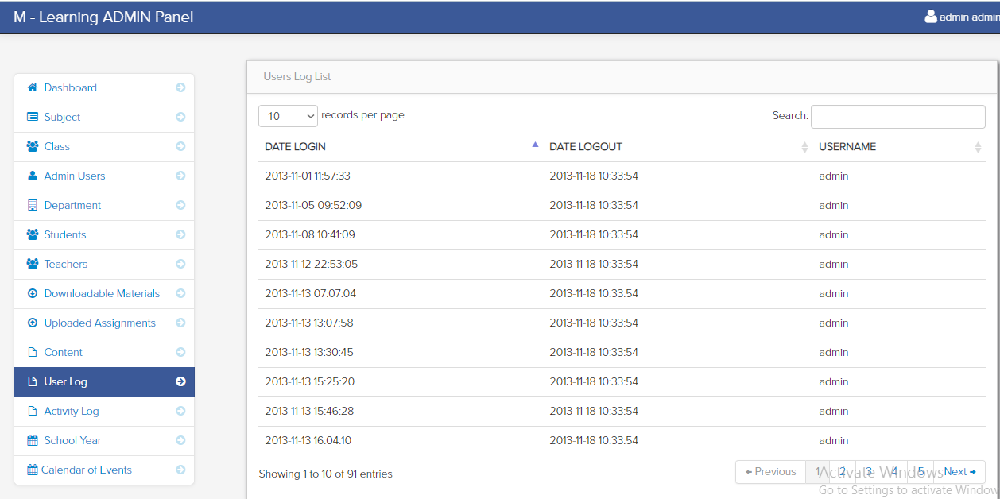 M - Learning ADMIN Panel
admin admin
Dashboard
Subject
Class
Admin Users
Department
Students
Teachers
Downloadable Materials
Uploaded Assignments
Content
User Log
Activity Log
School Year
Calendar of Events
Users Log List
10 records per page
Search:
DATE LOGIN DATE LOGOUT USERNAME
2013-11-01 11:57:33 2013-11-18 10:33:54 admin
2013-11-05 09:52:09 2013-11-18 10:33:54 admin
2013-11-08 10:41:09 2013-11-18 10:33:54 admin
2013-11-12 22:53:05 2013-11-18 10:33:54 admin
2013-11-13 07:07:04 2013-11-18 10:33:54 admin
2013-11-13 13:07:58 2013-11-18 10:33:54 admin
2013-11-13 13:30:45 2013-11-18 10:33:54 admin
2013-11-13 15:25:20 2013-11-18 10:33:54 admin
2013-11-13 15:46:28 2013-11-18 10:33:54 admin
2013-11-13 16:04:10 2013-11-18 10:33:54 admin
Showing 1 to 10 of 91 entries
← Previous 1 2 3 4 5 Next →
Activate Windows
Go to Settings to activate Window